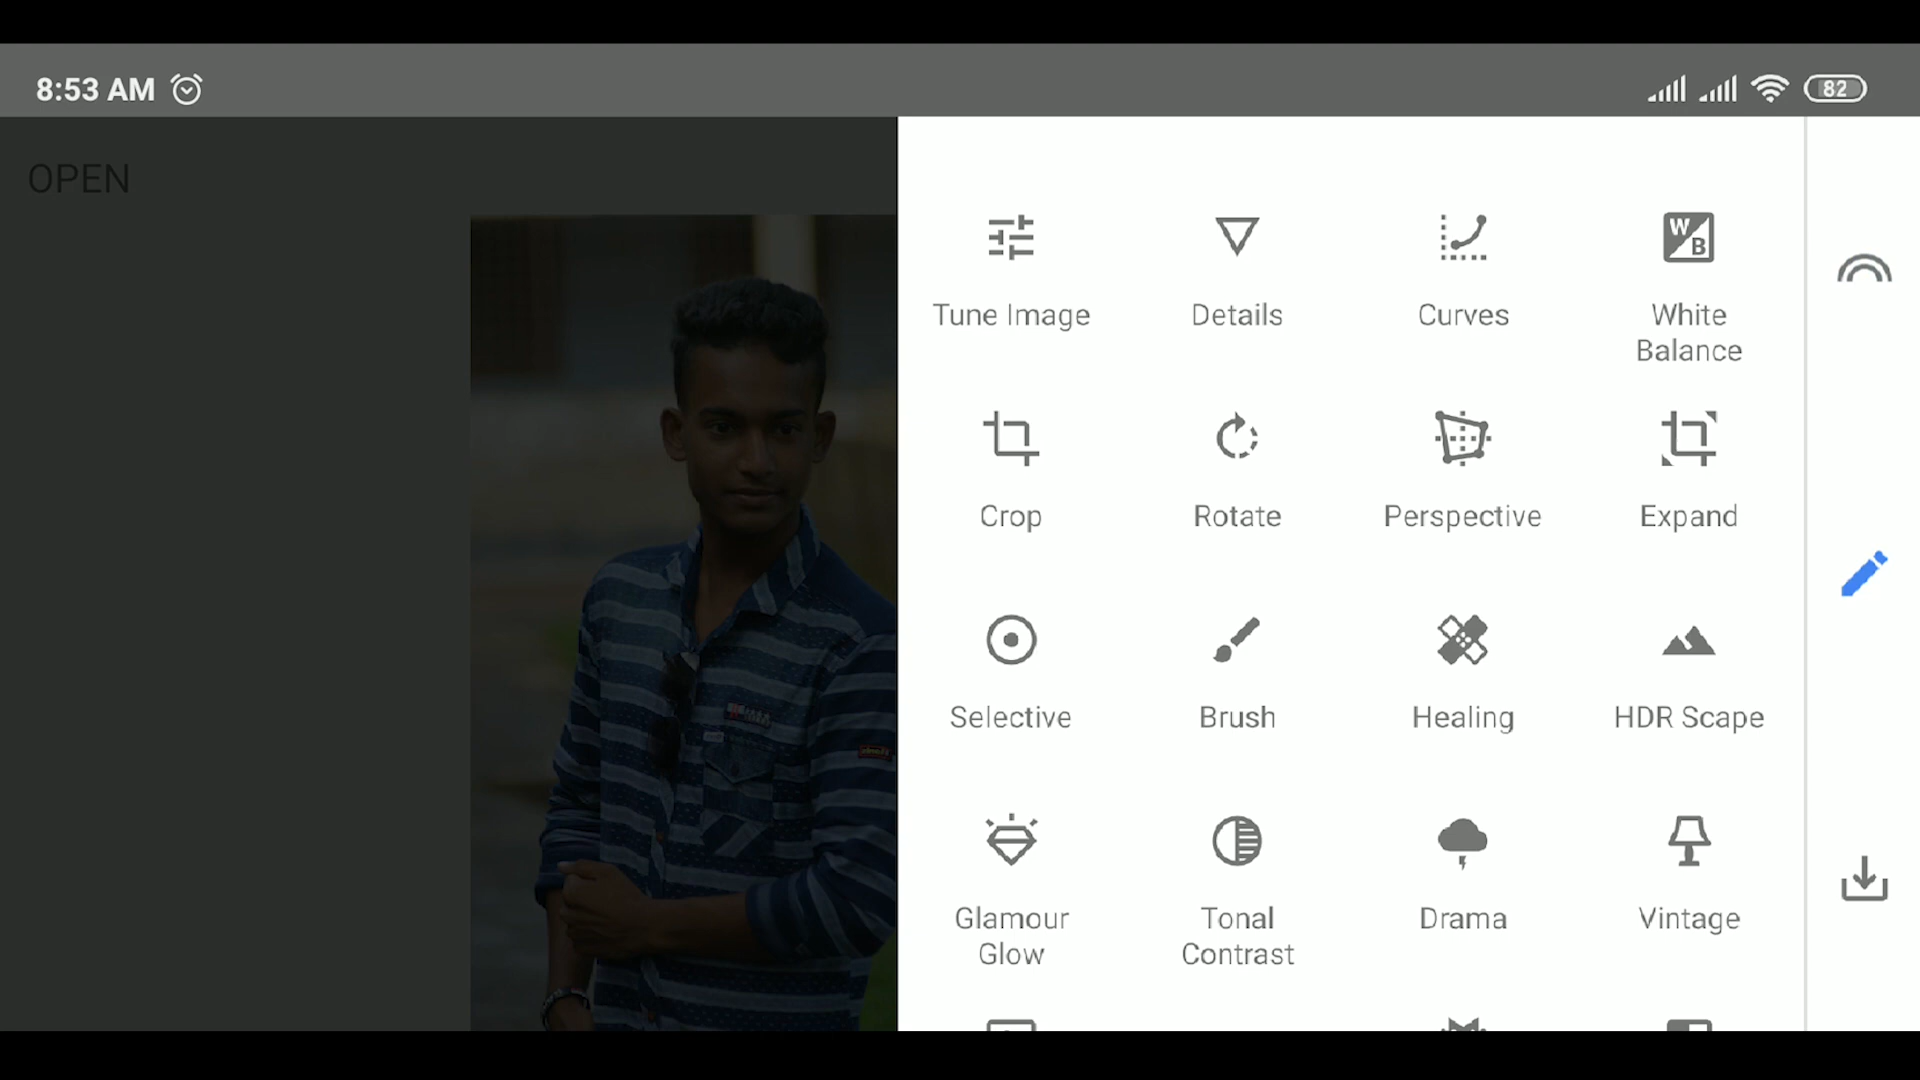 8:53 AM
82
OPEN
Tune Image
Details
Curves
White
Balance
Crop
Rotate
Perspective
Expand
Selective
Brush
Healing
HDR Scape
Glamour
Glow
Tonal
Contrast
Drama
Vintage
W
B